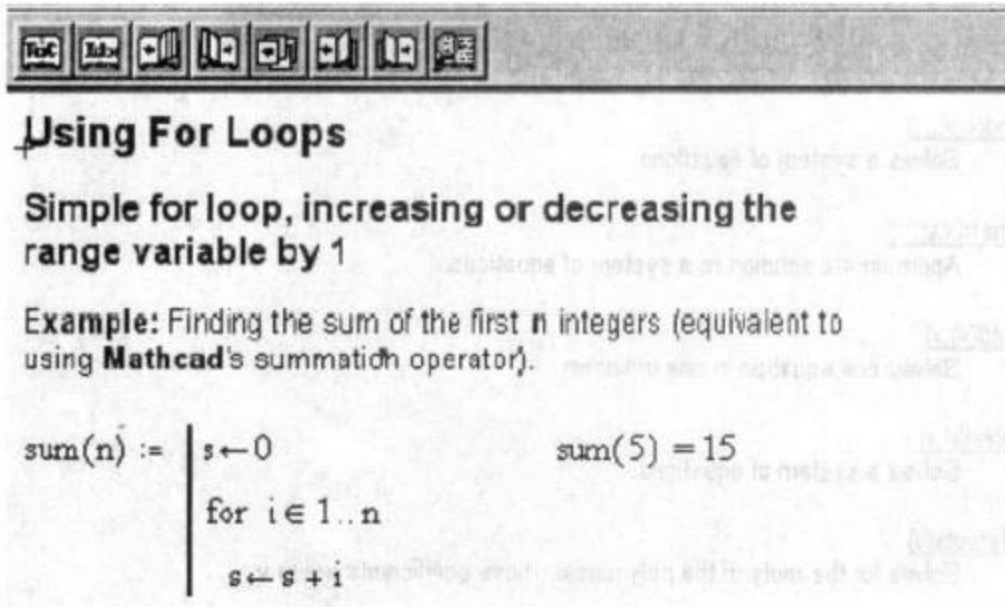 ToC
Using For Loops
Simple for loop, increasing or decreasing the
range variable by 1
Example: Finding the sum of the first n integers (equivalent to
using Mathcad's summation operator).
sum(n) := s←0 sum(5) = 15
for i∈1..n
s←s+i